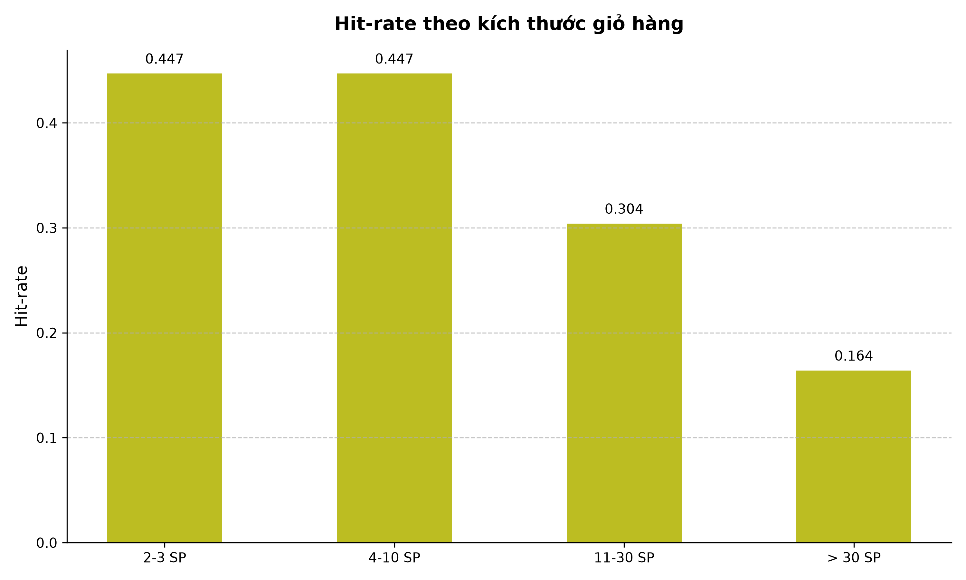 Hit-rate theo kích thước giỏ hàng
Hit-rate
0.4
0.3
0.2
0.1
0.0
0.447
0.447
0.304
0.164
2-3 SP
4-10 SP
11-30 SP
> 30 SP